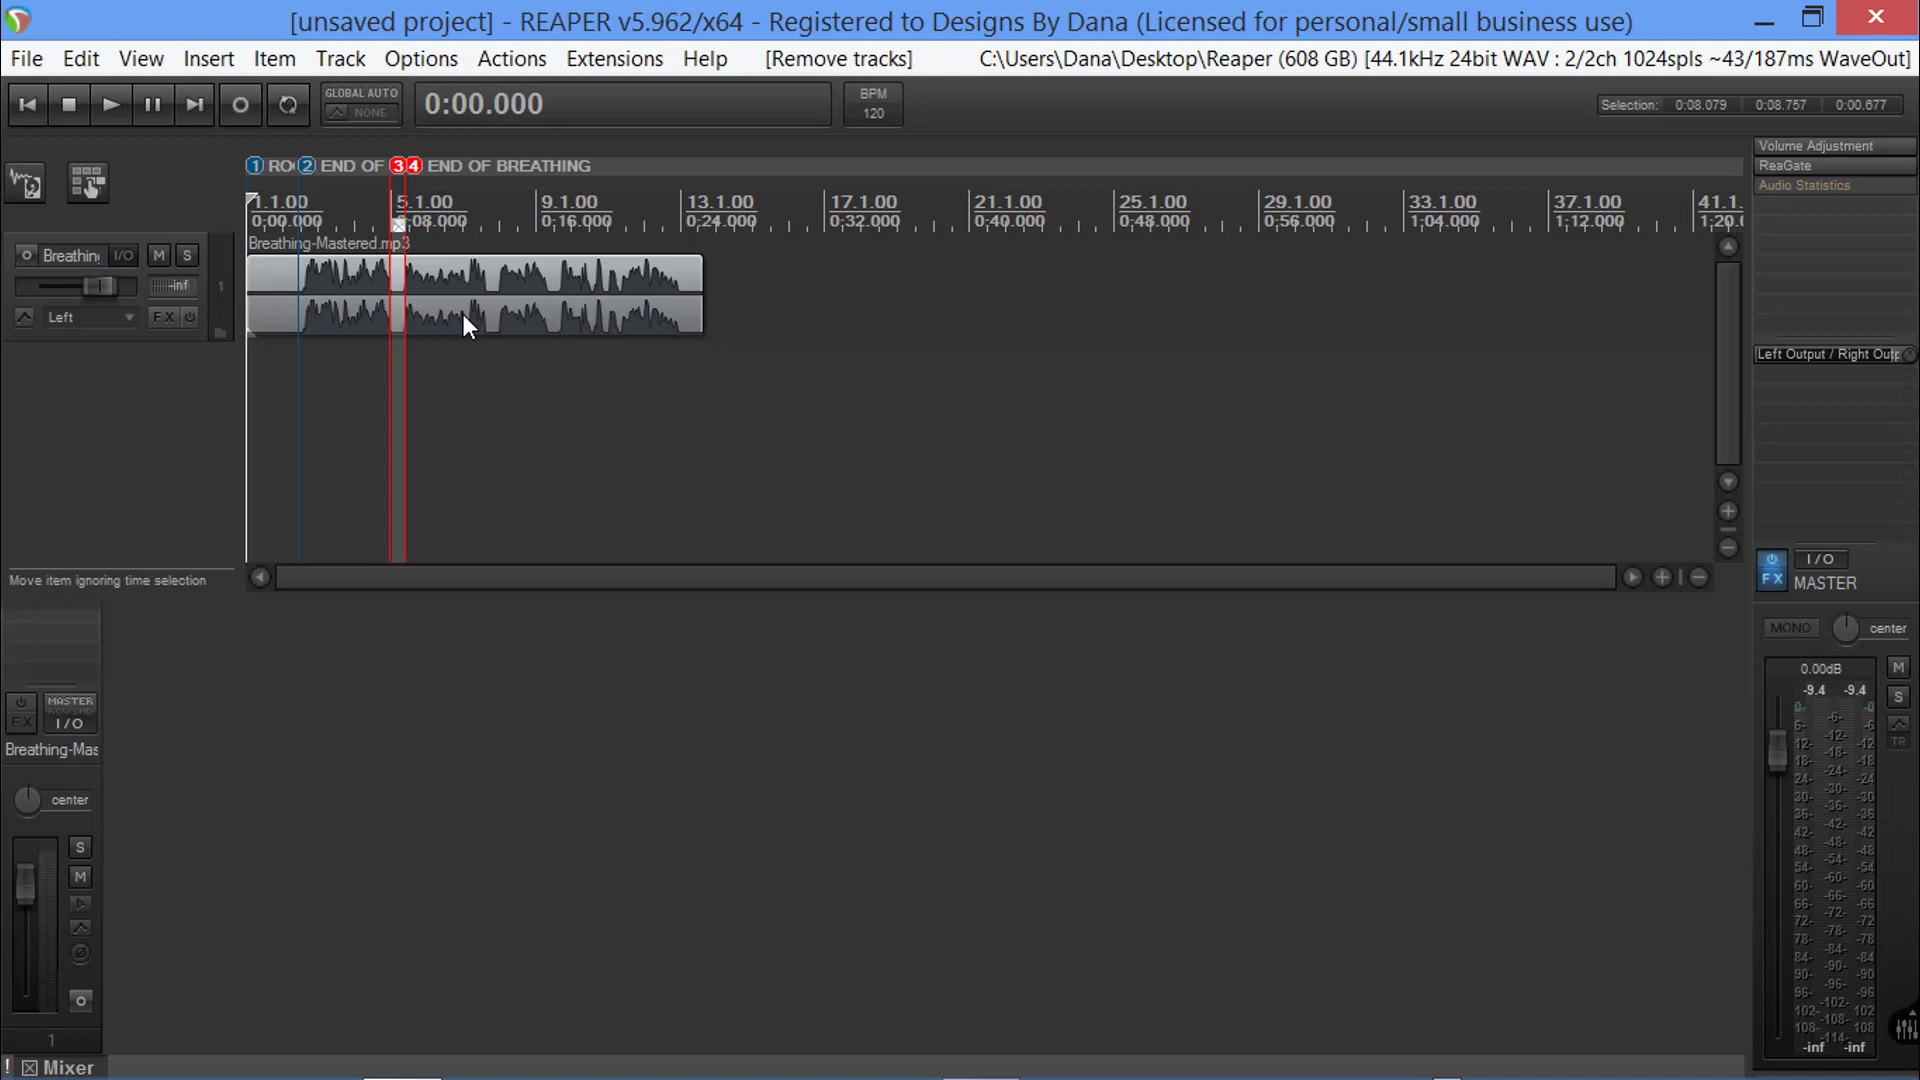 [unsaved project] - REAPER v5.962/x64 - Registered to Designs By Dana (Licensed for personal/small business use)
File Edit View Insert Item Track Options Actions Extensions Help [Remove tracks] C:\Users\Dana\Desktop\Reaper (608 GB) [44.1kHz 24bit WAV : 2/2ch 1024spls ~43/187ms WaveOut]
GLOBAL AUTO
NONE
0:00.000
BPM
120
Selection: 0:08.079 0:08.757 0:00.677
1 RO 2 END OF 3 4 END OF BREATHING
1.1.00 5.1.00 9.1.00 13.1.00 17.1.00 21.1.00 25.1.00 29.1.00 33.1.00 37.1.00 41.1.
0:00.000 0:08.000 0:16.000 0:24.000 0:32.000 0:40.000 0:48.000 0:56.000 1:04.000 1:12.000 1:20.0
Breathing-Mastered.mp3
Breathing I/O M S
-inf 1
Left FX
Move item ignoring time selection
Volume Adjustment
ReaGate
Audio Statistics
Left Output / Right Outp
FX I/O
MASTER
MONO center
0.00dB M
-9.4 -9.4 S
TR
0- -0
6- -6- -6
12- -12- -12
18- -18- -18
24- -24- -24
30- -30- -30
36- -36- -36
42- -42- -42
48- -48- -48
54- -54- -54
60- -60- -60
66- -66- -66
72- -72- -72
78- -78- -78
84- -84- -84
90- -90- -90
96- -96- -96
102- -102- 102
108- -108- 108
-114-
-inf -inf
FX MASTER
I/O
Breathing-Mas
center
S
M
1
! Mixer